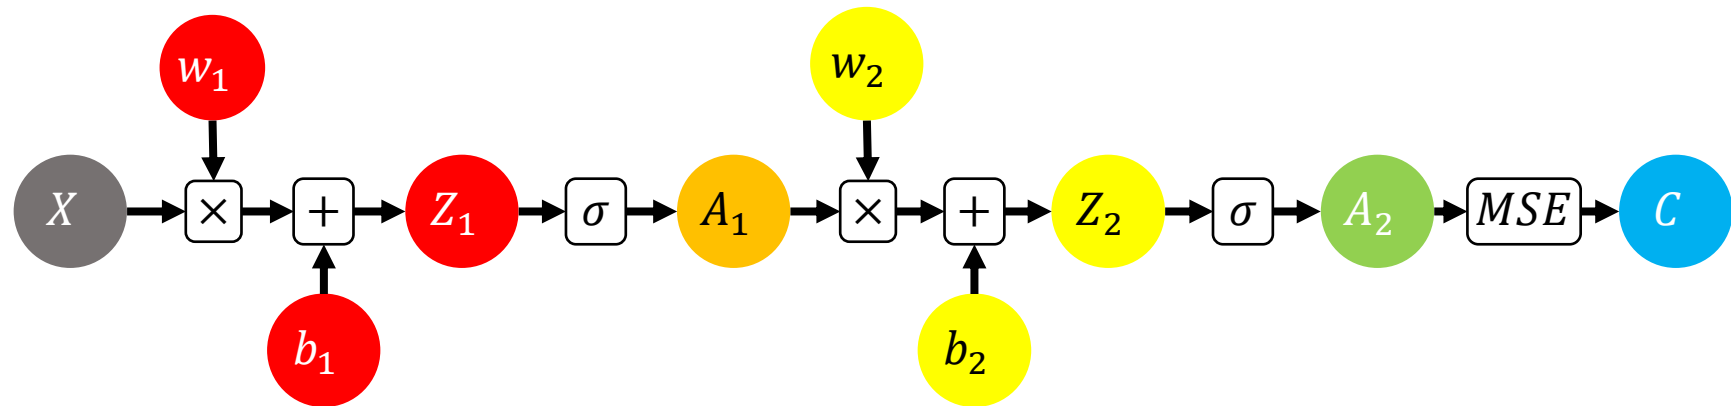 w₁ w₂
X × + Z₁ σ A₁ × + Z₂ σ A₂ MSE C
b₁ b₂